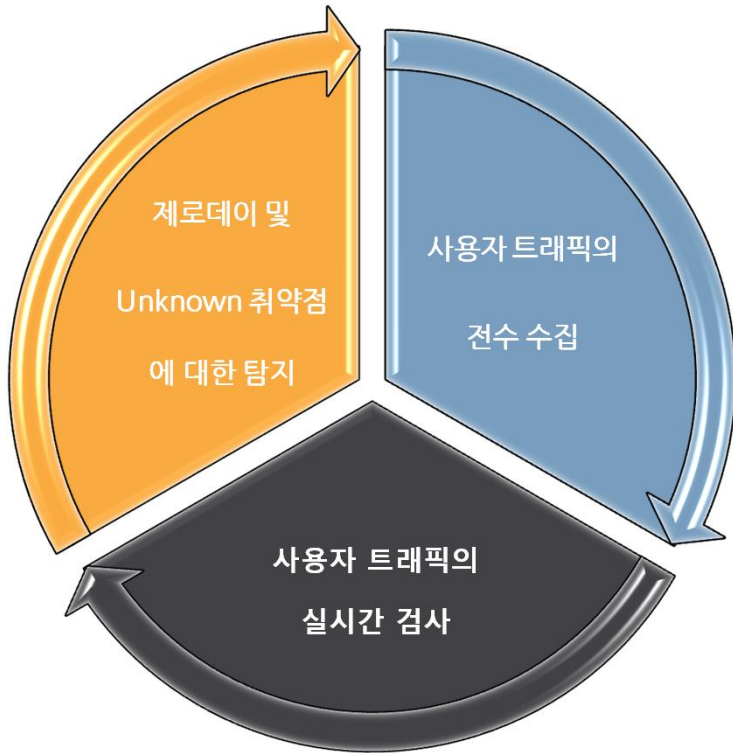 제로데이 및
Unknown 취약점
에 대한 탐지
사용자 트래픽의
전수 수집
사용자 트래픽의
실시간 검사